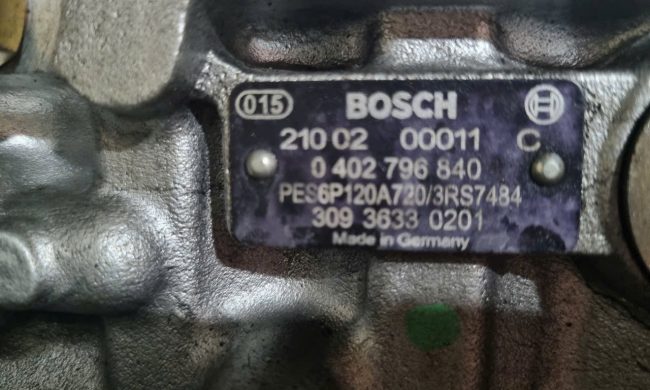 015 BOSCH
210 02 00011 C
0 402 796 840
PES6P120A720/3RS7484
309 3633 0201
Made in Germany